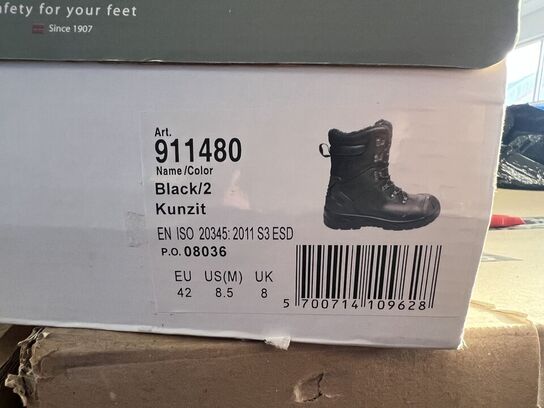 for your feet
Since 1907
Art.
911480
Name/Color
Black/2
Kunzit
EN ISO 20345: 2011 S3 ESD
P.O. 08036
EU US(M) UK
42 8.5 8
5 700714 109628